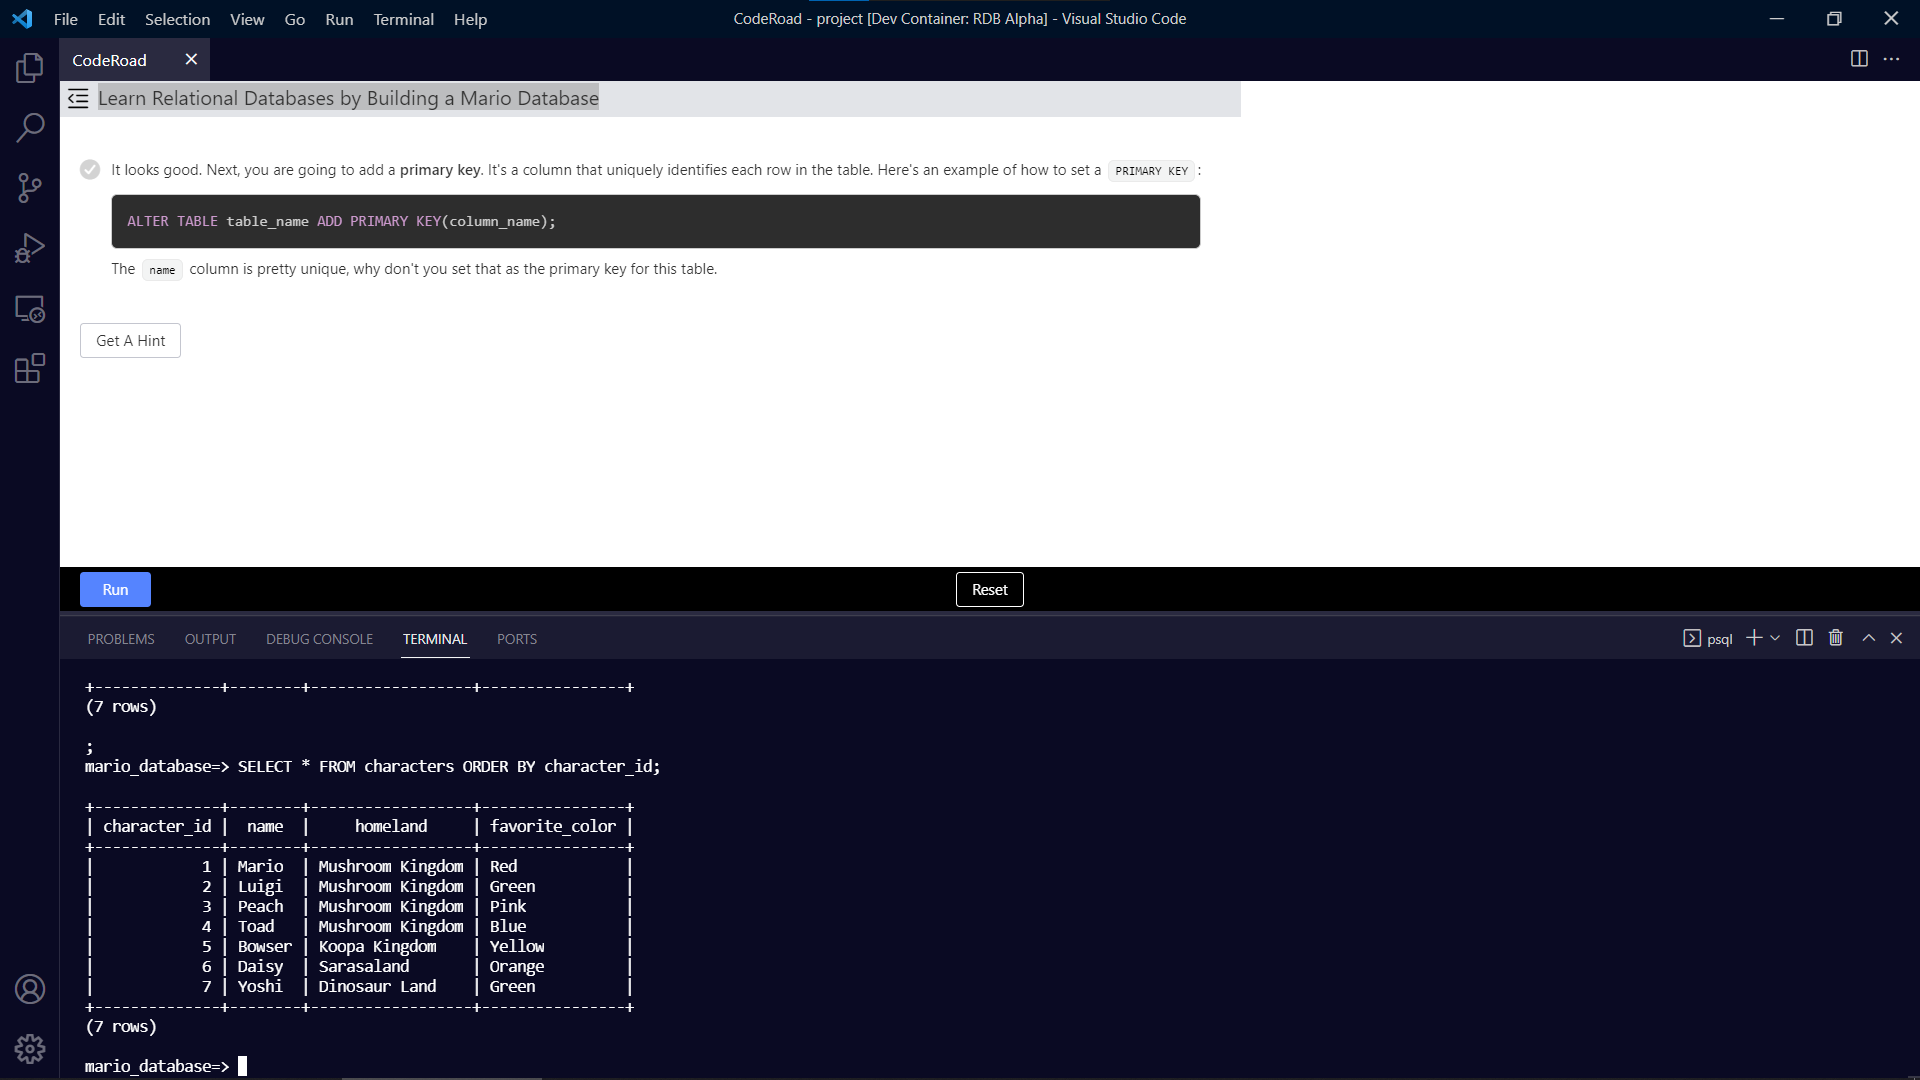 File Edit Selection View Go Run Terminal Help
CodeRoad - project [Dev Container: RDB Alpha] - Visual Studio Code
CodeRoad
Learn Relational Databases by Building a Mario Database
It looks good. Next, you are going to add a primary key. It's a column that uniquely identifies each row in the table. Here's an example of how to set a PRIMARY KEY :
ALTER TABLE table_name ADD PRIMARY KEY(column_name);
The name column is pretty unique, why don't you set that as the primary key for this table.
Get A Hint
Run
Reset
PROBLEMS OUTPUT DEBUG CONSOLE TERMINAL PORTS
psql
+--------------+--------+------------------+----------------+
(7 rows)
;
mario_database=> SELECT * FROM characters ORDER BY character_id;
+--------------+--------+------------------+----------------+
| character_id |  name  |     homeland     | favorite_color |
+--------------+--------+------------------+----------------+
|            1 | Mario  | Mushroom Kingdom | Red            |
|            2 | Luigi  | Mushroom Kingdom | Green          |
|            3 | Peach  | Mushroom Kingdom | Pink           |
|            4 | Toad   | Mushroom Kingdom | Blue           |
|            5 | Bowser | Koopa Kingdom    | Yellow         |
|            6 | Daisy  | Sarasaland       | Orange         |
|            7 | Yoshi  | Dinosaur Land    | Green          |
+--------------+--------+------------------+----------------+
(7 rows)
mario_database=>